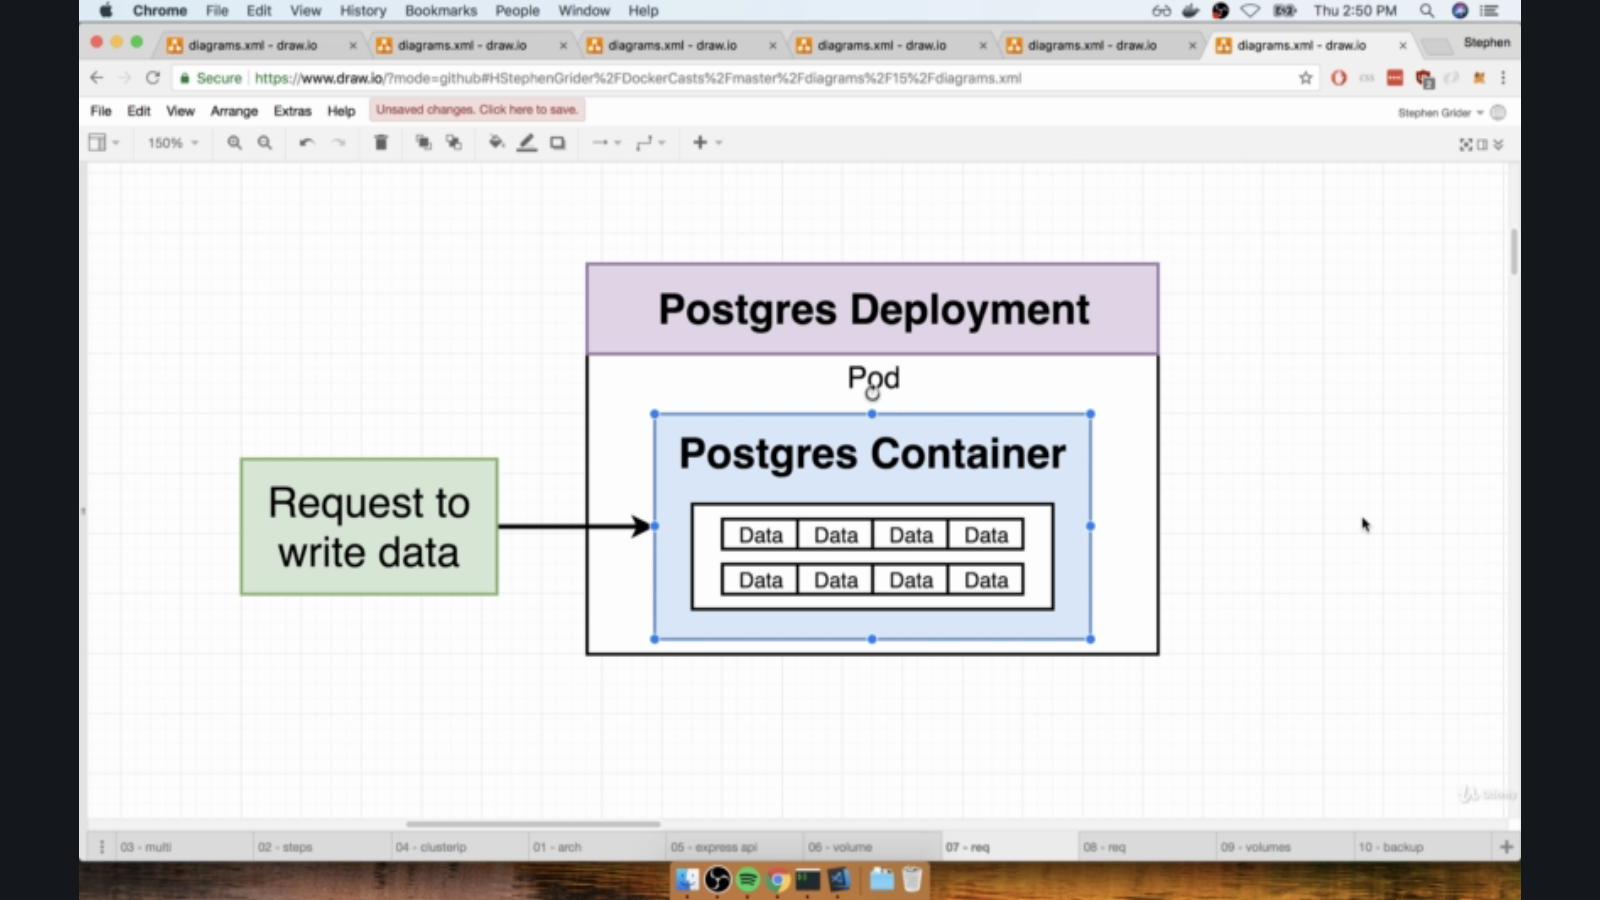 Chrome File Edit View History Bookmarks People Window Help Thu 2:50 PM
diagrams.xml - draw.io diagrams.xml - draw.io diagrams.xml - draw.io diagrams.xml - draw.io diagrams.xml - draw.io diagrams.xml - draw.io Stephen
Secure https://www.draw.io/?mode=github#HStephenGrider%2FDockerCasts%2Fmaster%2Fdiagrams%2F15%2Fdiagrams.xml
File Edit View Arrange Extras Help Unsaved changes. Click here to save. Stephen Grider
150%
Postgres Deployment
Pod
Postgres Container
Request to
write data
Data Data Data Data
Data Data Data Data
Udemy
03 - multi 02 - steps 04 - clusterip 01 - arch 05 - express api 06 - volume 07 - req 08 - req 09 - volumes 10 - backup